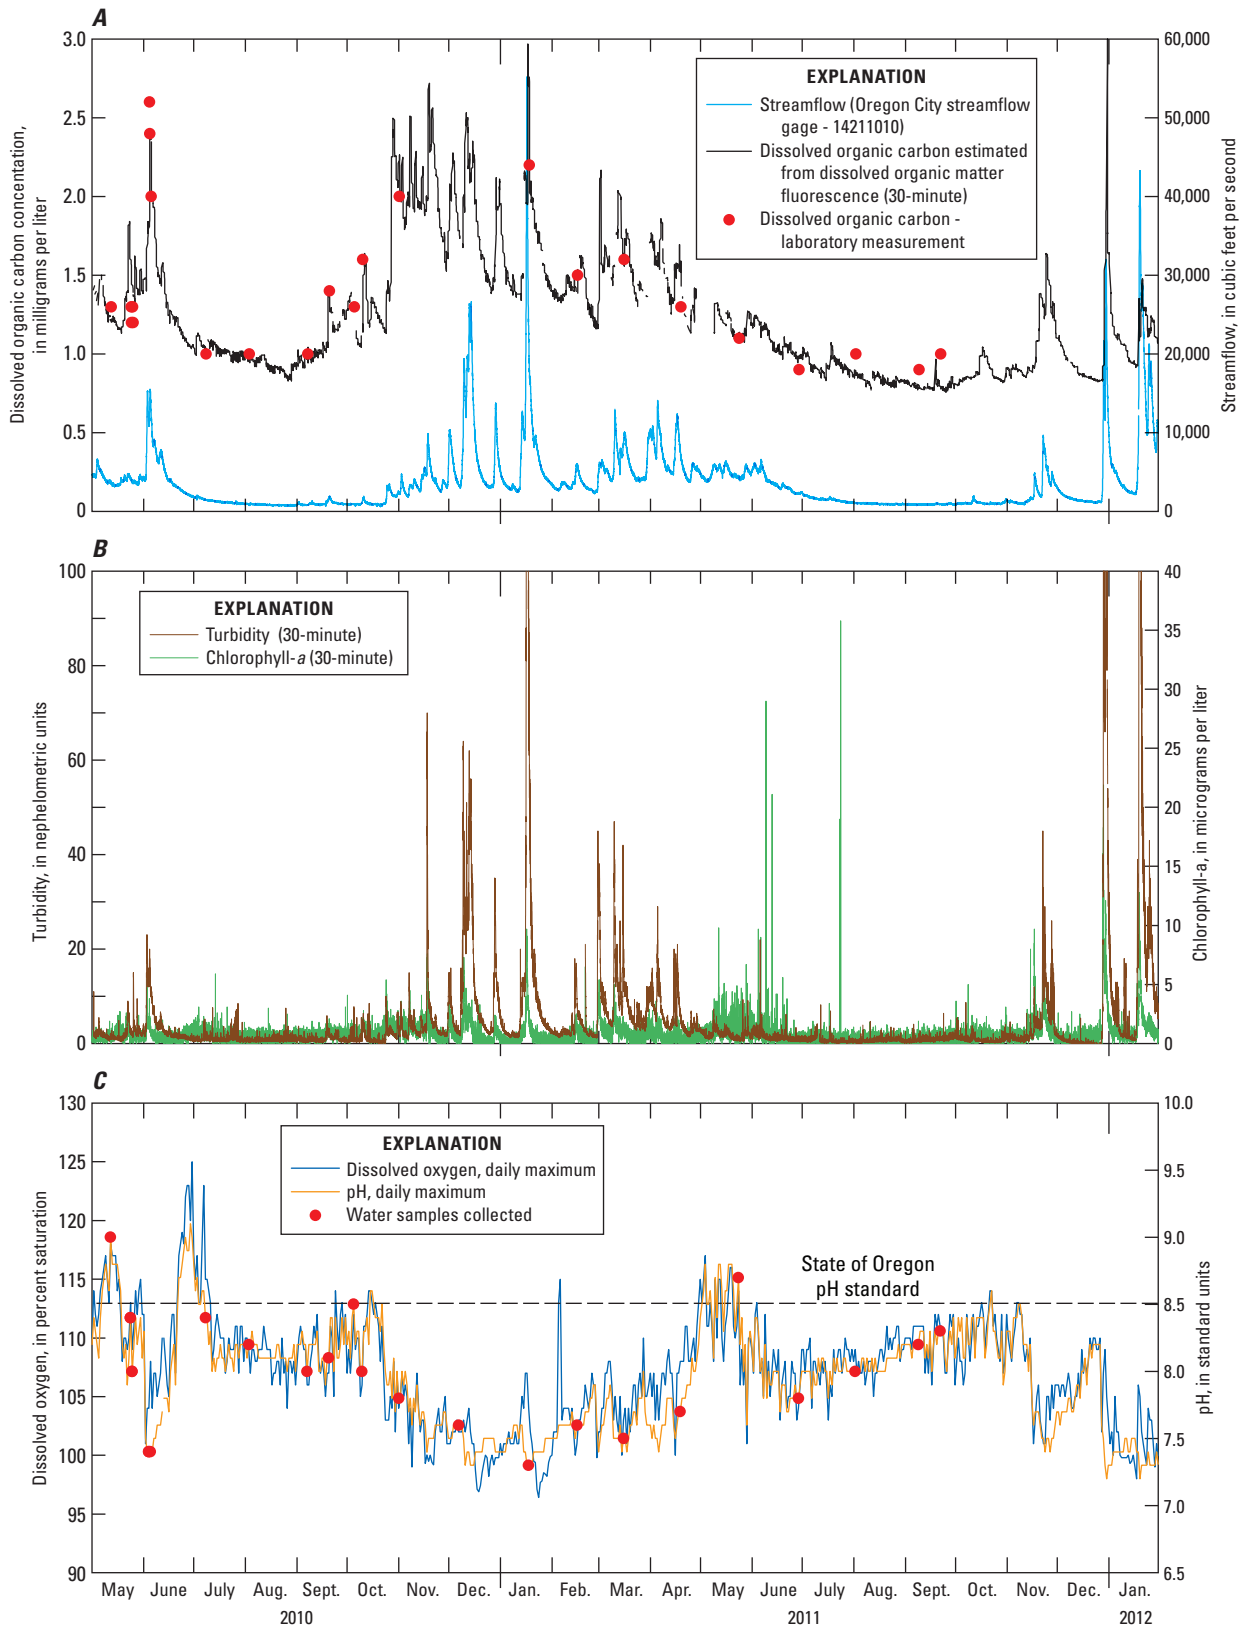 A
3.0
2.5
2.0
1.5
1.0
0.5
0
Dissolved organic carbon concentration,
in milligrams per liter
60,000
50,000
40,000
30,000
20,000
10,000
0
Streamflow, in cubic feet per second
EXPLANATION
Streamflow (Oregon City streamflow
gage - 14211010)
Dissolved organic carbon estimated
from dissolved organic matter
fluorescence (30-minute)
Dissolved organic carbon -
laboratory measurement
B
100
80
60
40
20
0
Turbidity, in nephelometric units
40
35
30
25
20
15
10
5
0
Chlorophyll-a, in micrograms per liter
EXPLANATION
Turbidity (30-minute)
Chlorophyll-a (30-minute)
C
130
125
120
115
110
105
100
95
90
Dissolved oxygen, in percent saturation
10.0
9.5
9.0
8.5
8.0
7.5
7.0
6.5
pH, in standard units
EXPLANATION
Dissolved oxygen, daily maximum
pH, daily maximum
Water samples collected
State of Oregon
pH standard
May June July Aug. Sept. Oct. Nov. Dec. Jan. Feb. Mar. Apr. May June July Aug. Sept. Oct. Nov. Dec. Jan.
2010 2011 2012